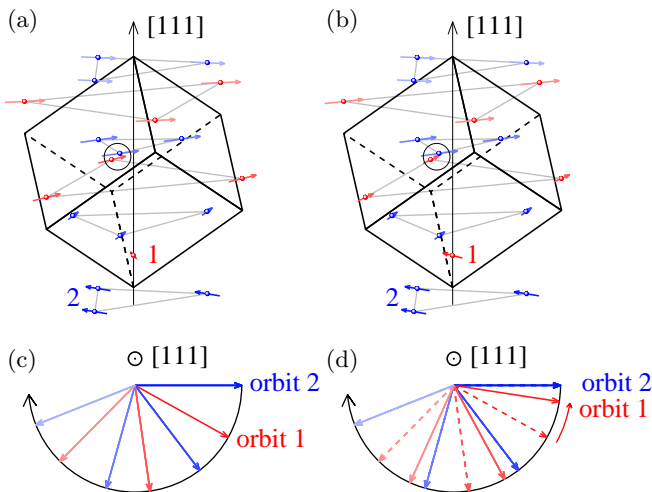 (a)
[111]
(b)
[111]
1
2
1
2
(c)
[111]
orbit 2
orbit 1
(d)
[111]
orbit 2
orbit 1